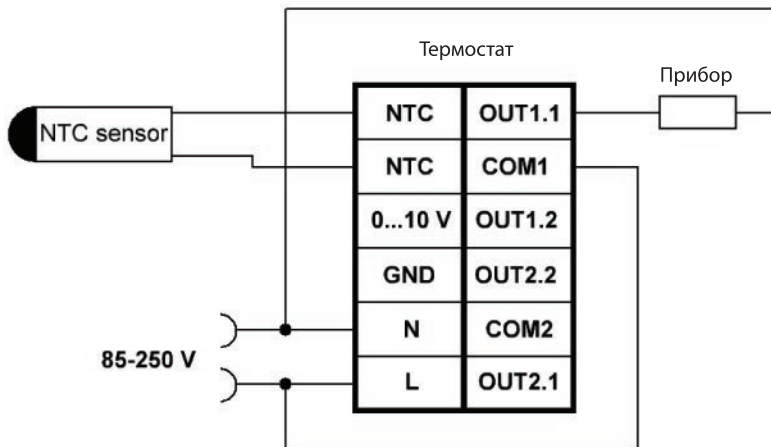 Термостат
Прибор
NTC sensor
NTC OUT1.1
NTC COM1
0...10 V OUT1.2
GND OUT2.2
N COM2
85-250 V
L OUT2.1